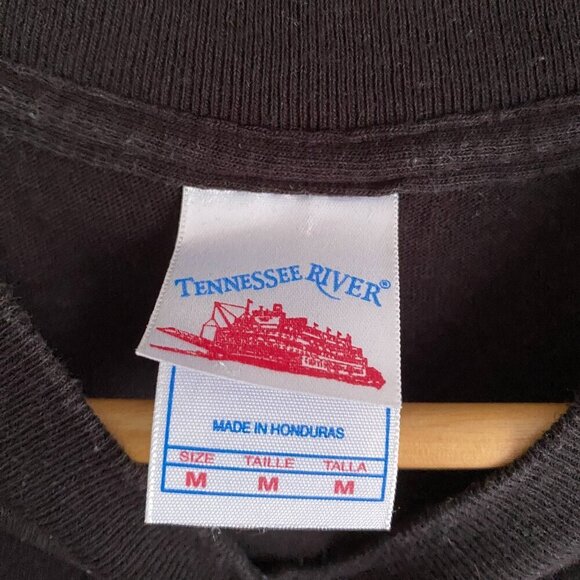 TENNESSEE RIVER®
MADE IN HONDURAS
SIZE TAILLE TALLA
M M M